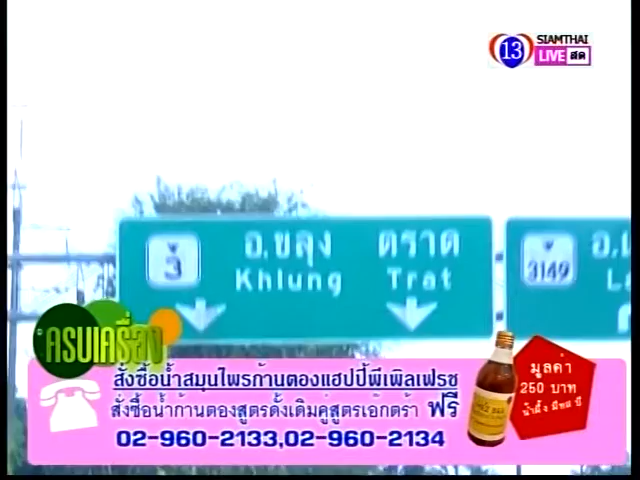 13
SIAMTHAI
LIVE สด
3
อ.ขลุง
ตราด
Khlung
Trat
3149
ครบเครื่อง
สั่งซื้อน้ำสมุนไพรก้านตองแฮปปี้พีเพิลเฟรช
สั่งซื้อน้ำก้านตองสูตรดั้งเดิมคู่สูตรเอ็กตร้า ฟรี
02-960-2133,02-960-2134
มูลค่า
250 บาท